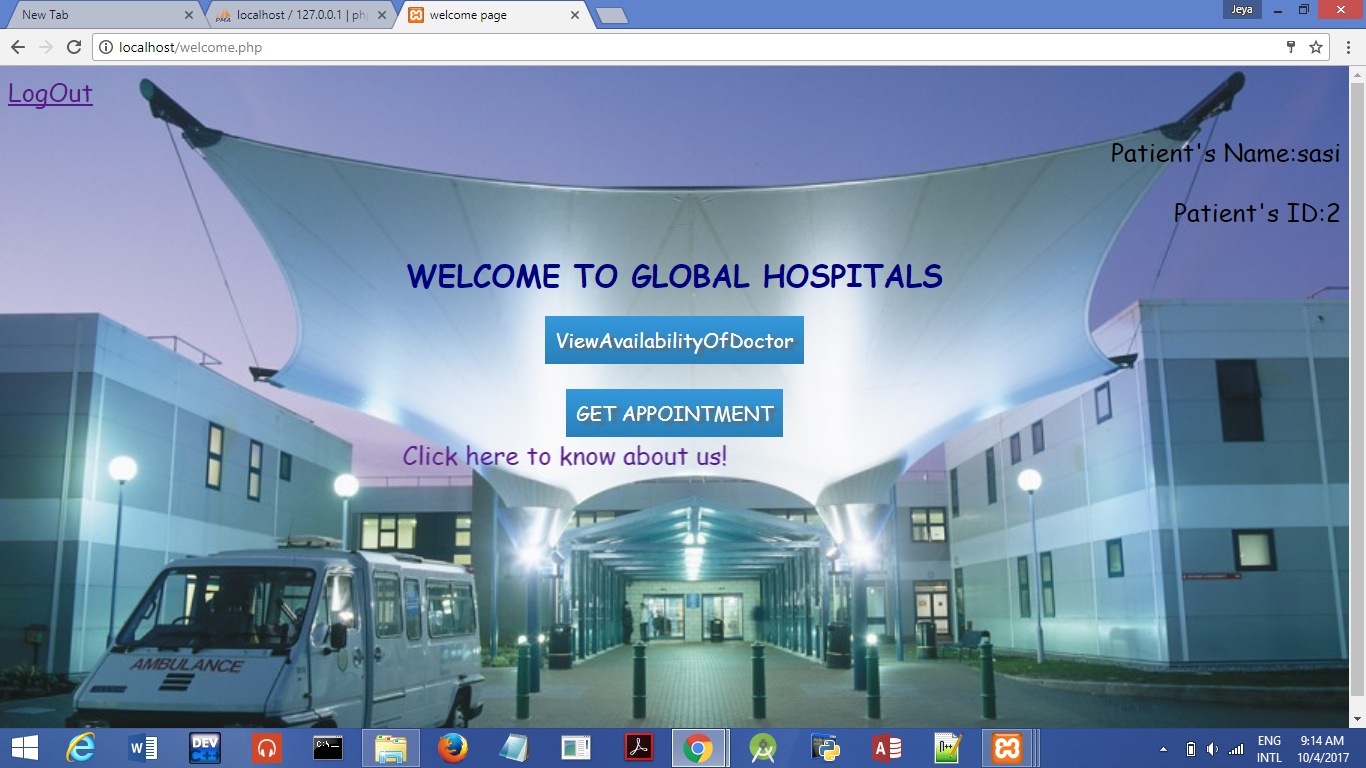 New Tab
localhost / 127.0.0.1 | ph
welcome page
Jeya
localhost/welcome.php
LogOut
Patient's Name:sasi
Patient's ID:2
WELCOME TO GLOBAL HOSPITALS
ViewAvailabilityOfDoctor
GET APPOINTMENT
Click here to know about us!
AMBULANCE
DEV
C++
C:\_
ENG
INTL
9:14 AM
10/4/2017